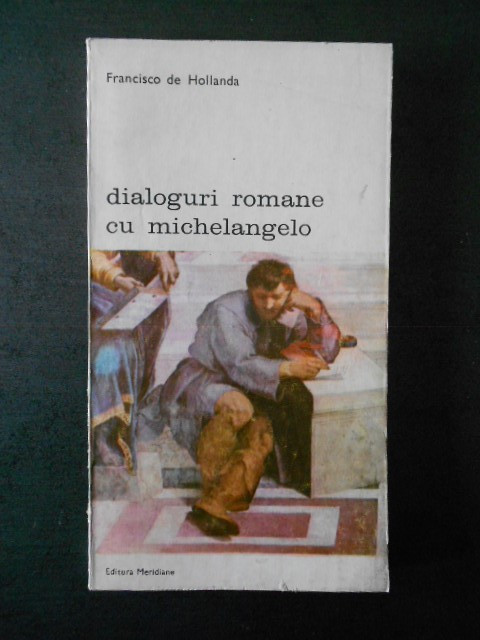 Francisco de Hollanda
dialoguri romane
cu michelangelo
Editura Meridiane